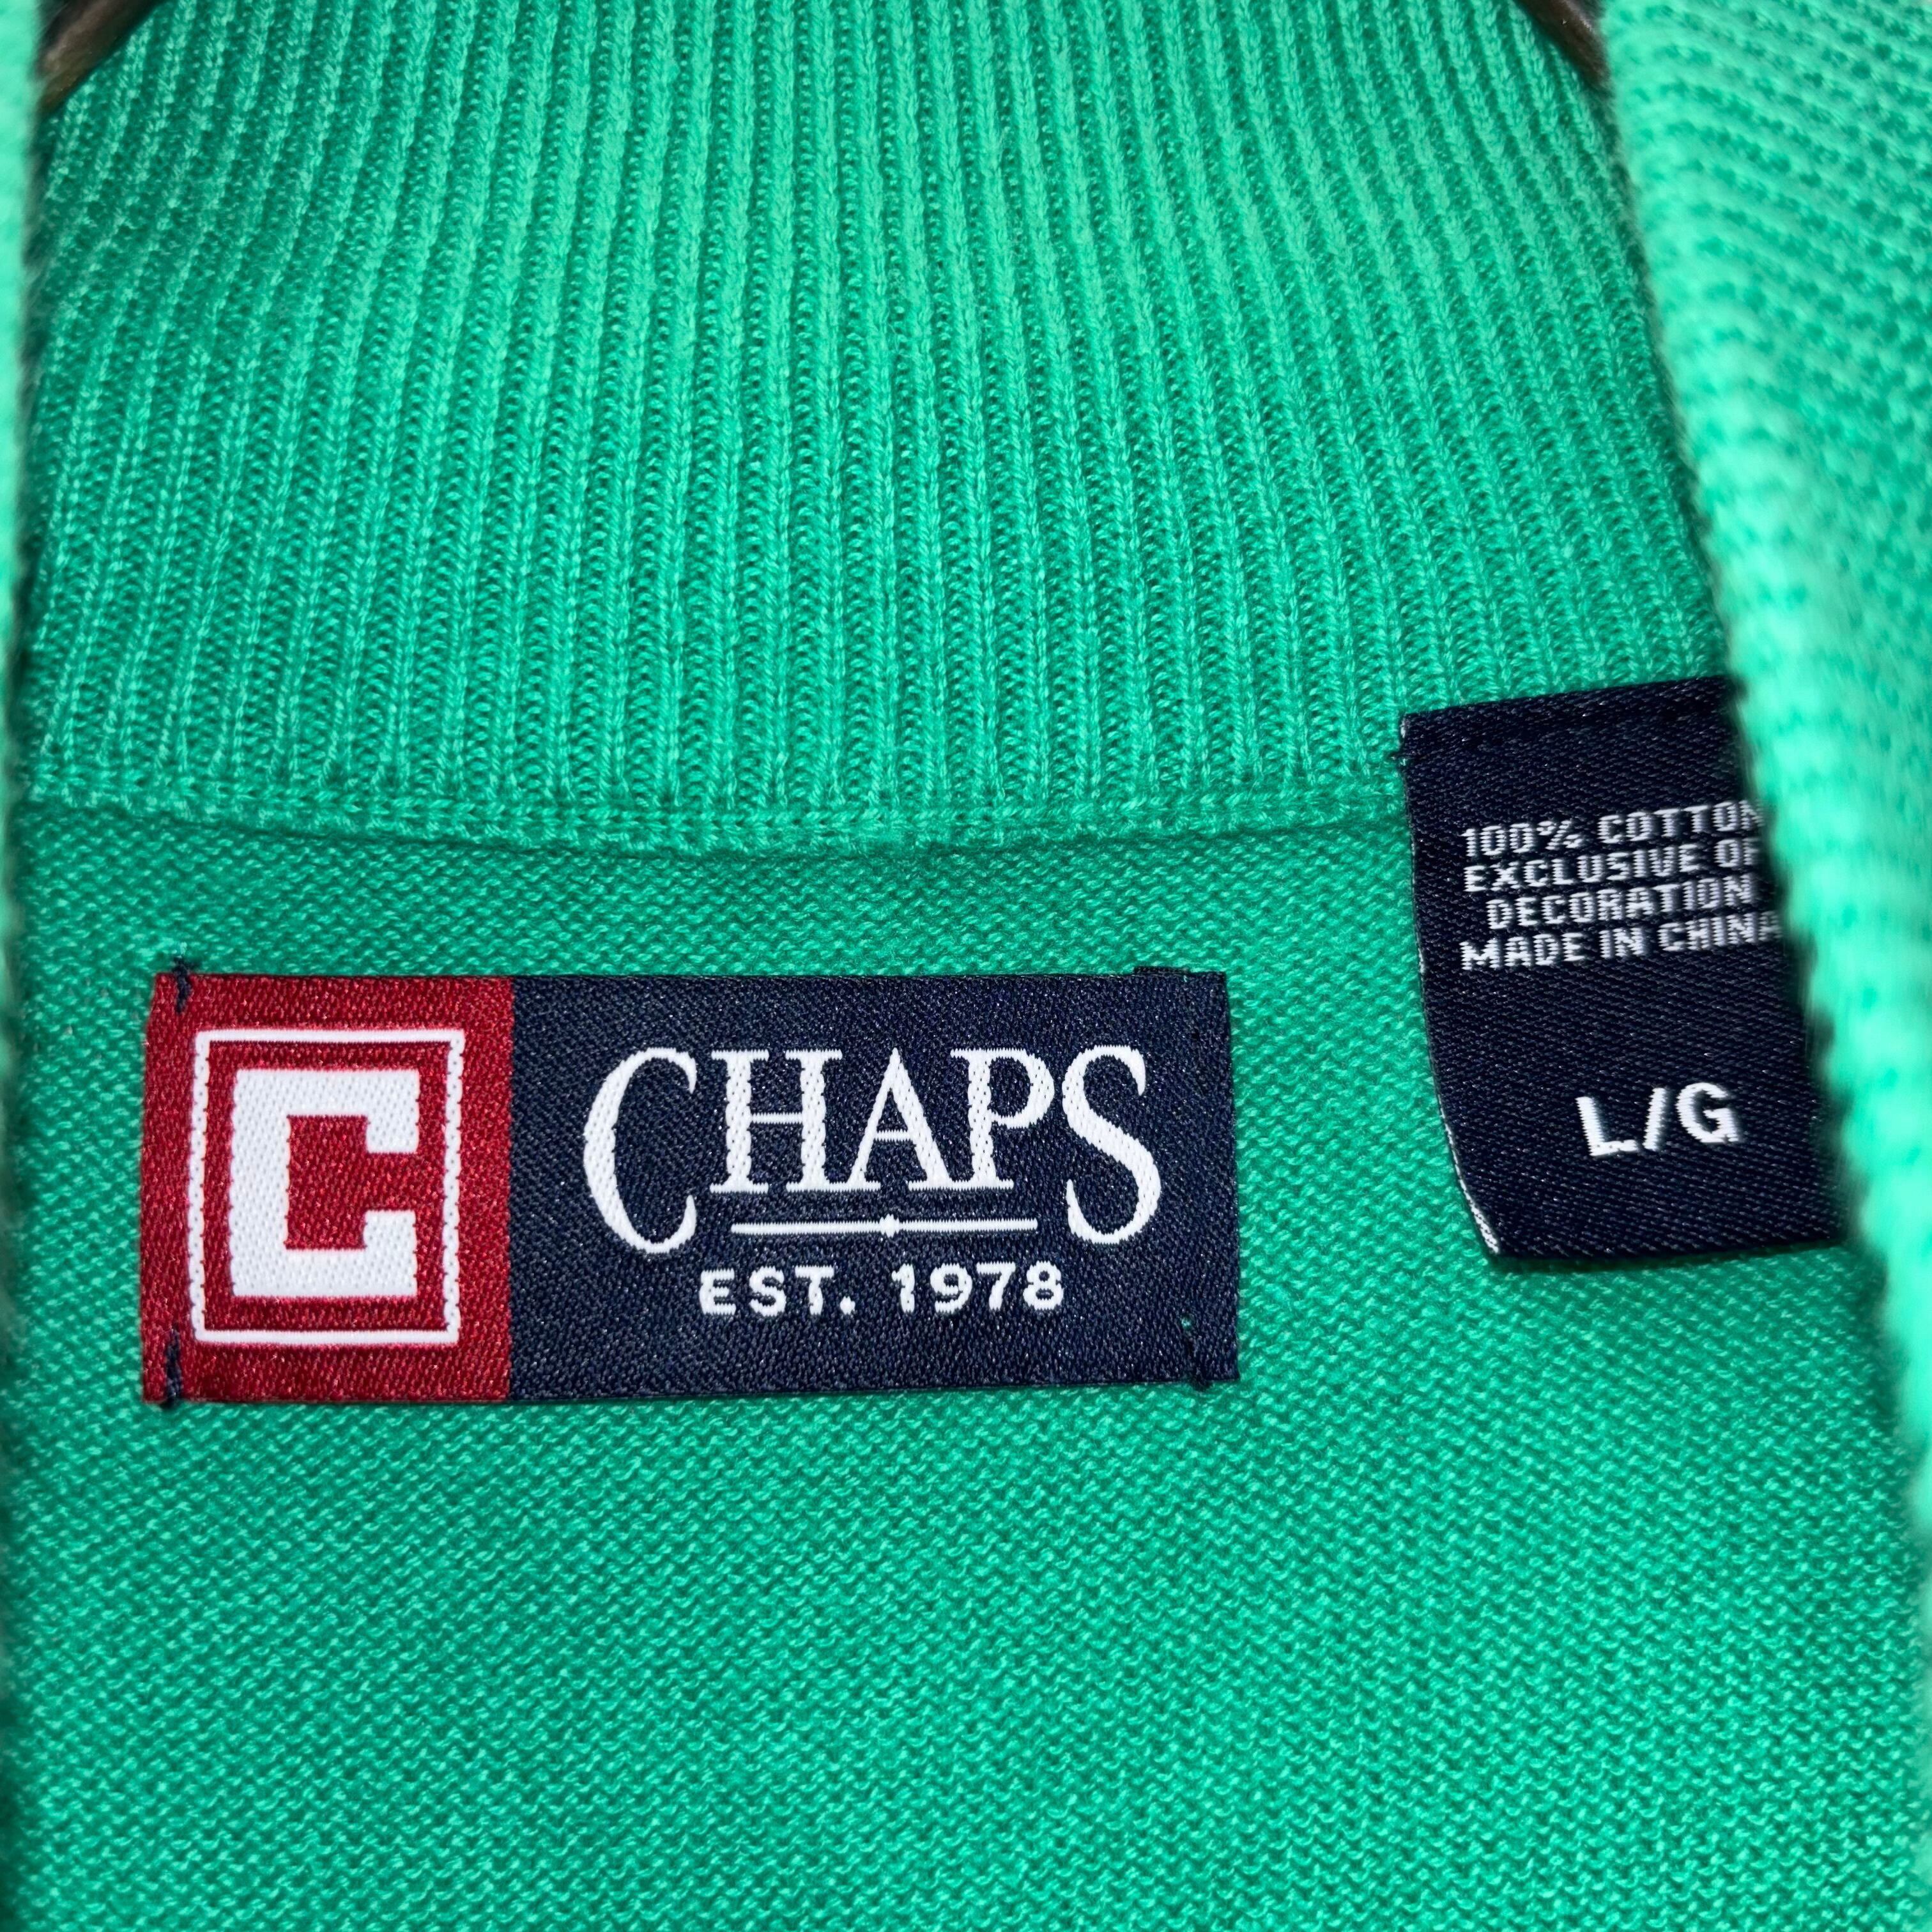 100% COTTON
EXCLUSIVE OF
DECORATION
MADE IN CHINA
L/G
C
CHAPS
EST. 1978